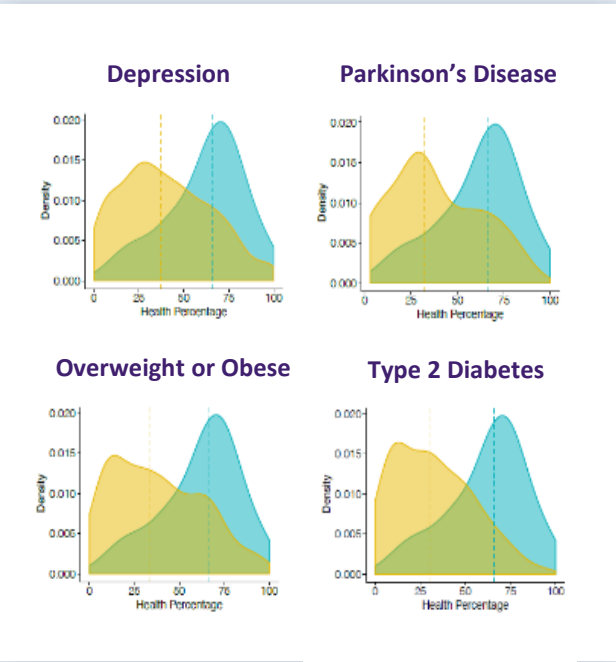 Depression
0.020
0.015
0.010
0.005
0.000
Density
0 25 50 75 100
Health Percentage
Parkinson’s Disease
0.020
0.015
0.010
0.005
0.000
Density
0 25 50 75 100
Health Percentage
Overweight or Obese
0.020
0.015
0.010
0.005
0.000
Density
0 25 50 75 100
Health Percentage
Type 2 Diabetes
0.020
0.015
0.010
0.005
0.000
Density
0 25 50 75 100
Health Percentage